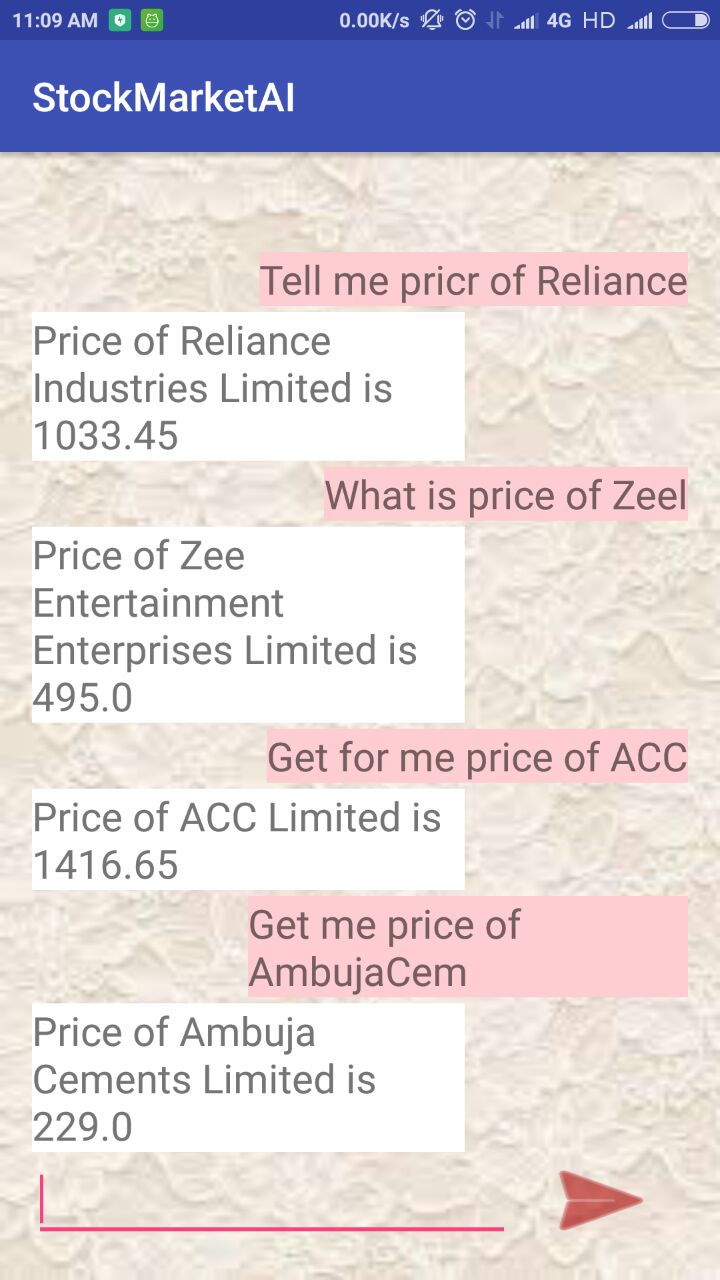 11:09 AM 0.00K/s 4G HD
StockMarketAI
Tell me pricr of Reliance
Price of Reliance
Industries Limited is
1033.45
What is price of Zeel
Price of Zee
Entertainment
Enterprises Limited is
495.0
Get for me price of ACC
Price of ACC Limited is
1416.65
Get me price of
AmbujaCem
Price of Ambuja
Cements Limited is
229.0